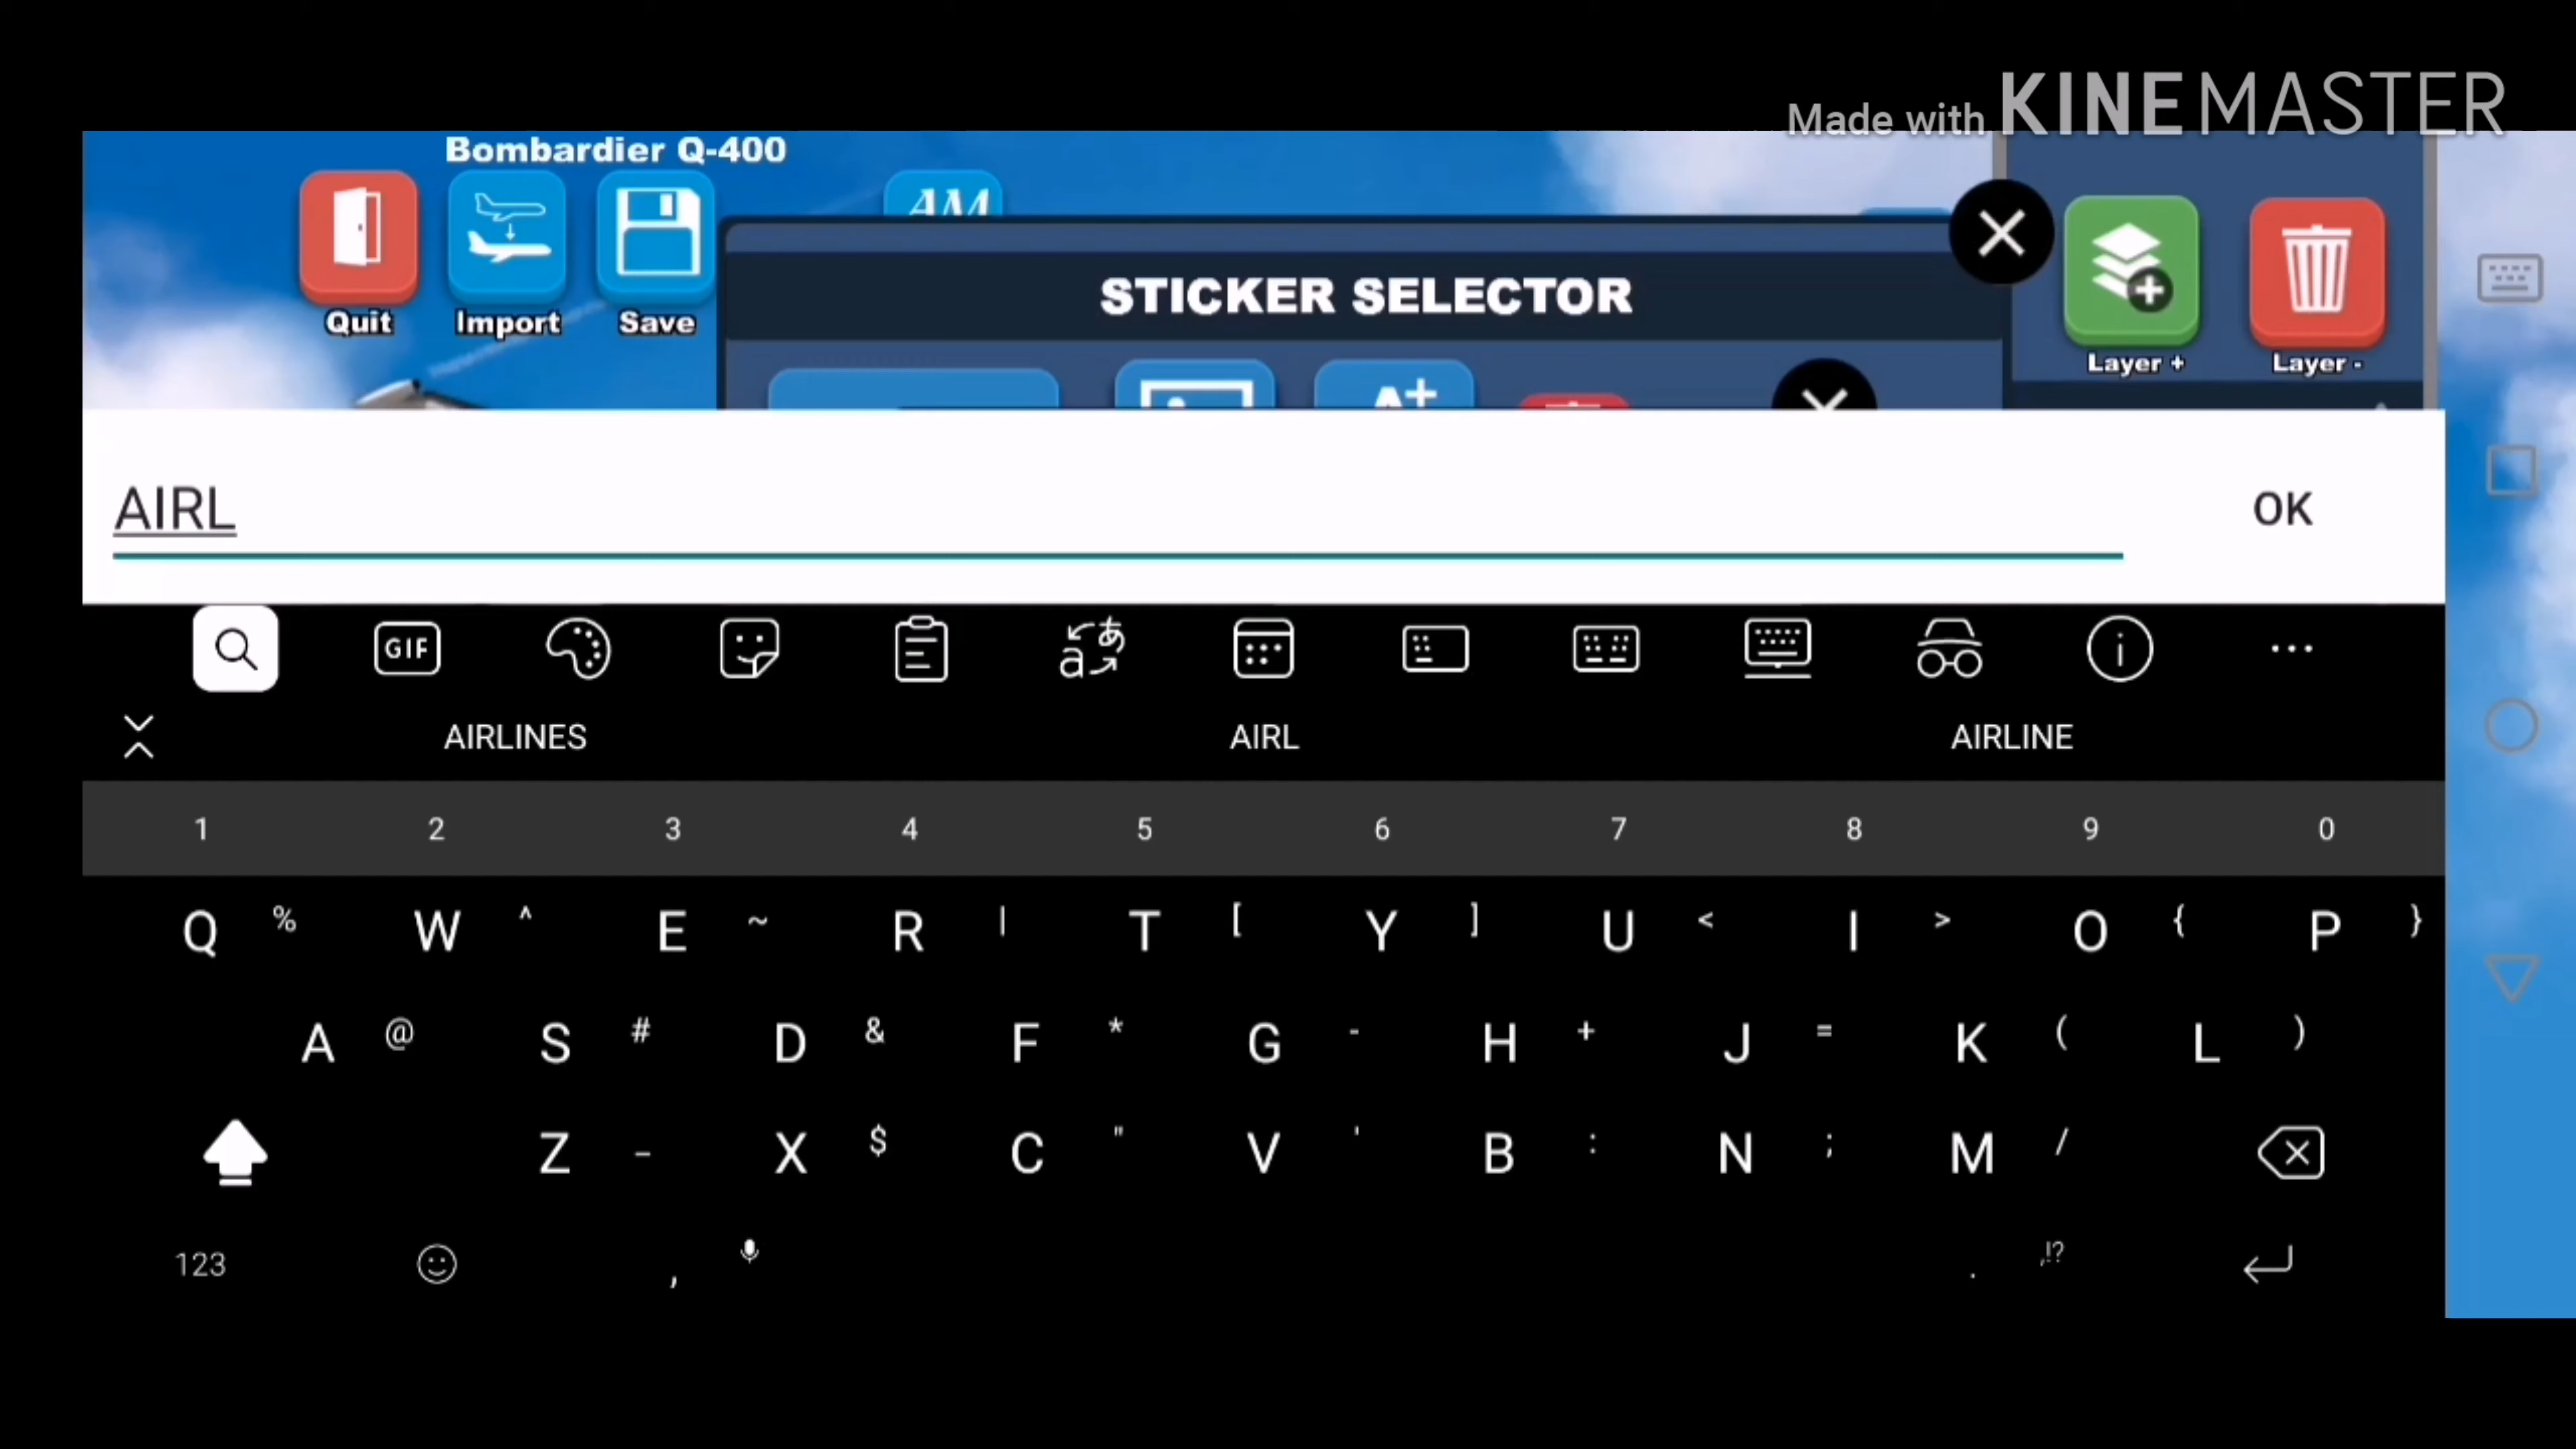 Made with KINEMASTER
Bombardier Q-400
AM
Quit Import Save
STICKER SELECTOR
A+
Layer + Layer -
AIRL
OK
GIF
AIRLINES AIRL AIRLINE
1 2 3 4 5 6 7 8 9 0
Q % W ^ E ~ R | T [ Y ] U < I > O { P }
A @ S # D & F * G - H + J = K ( L )
Z _ X $ C " V ' B : N ; M /
123 , . ,!?